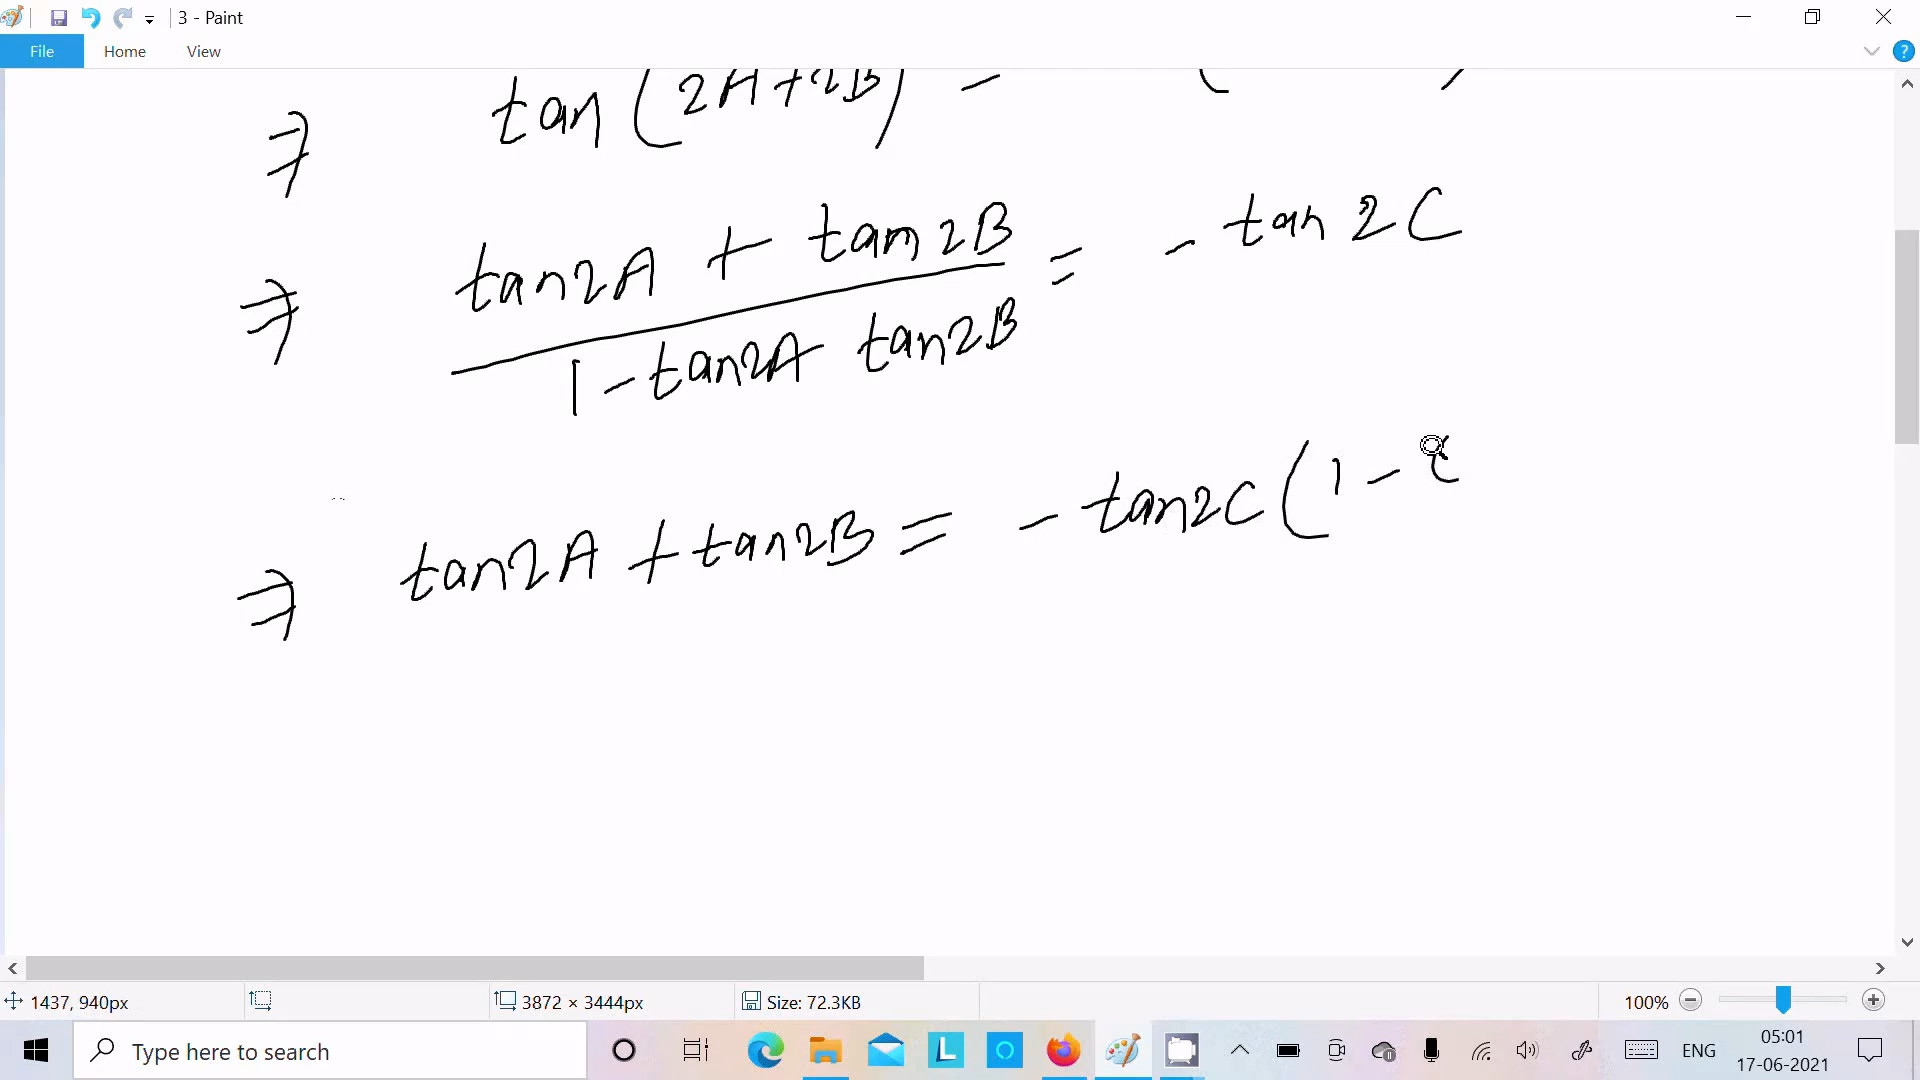 3 - Paint
File Home View
⇒ tan (2A+2B) =
⇒ tan2A + tan2B = - tan 2C
1 - tan2A tan2B
⇒ tan2A + tan2B = - tan2C (1 - t
1437, 940px 3872 × 3444px Size: 72.3KB 100%
Type here to search ENG 05:01
17-06-2021